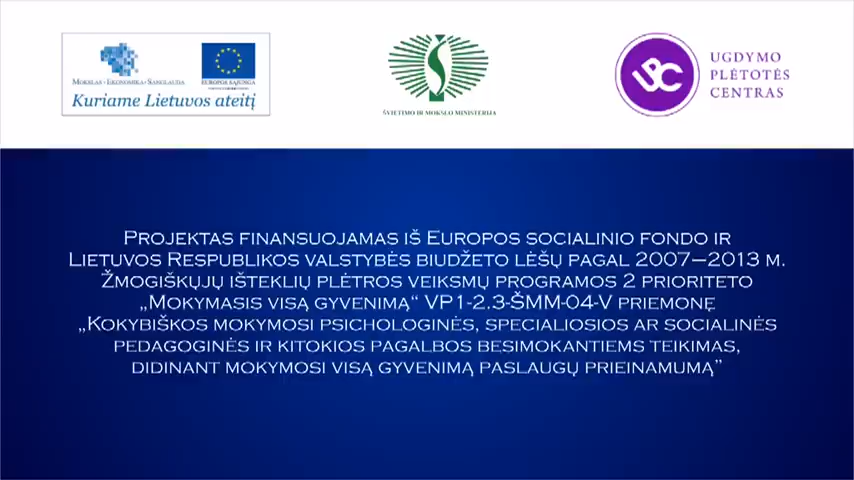 Mokslas • Ekonomika • Sanglauda
EUROPOS SĄJUNGA
Kuriame Lietuvos ateitį
ŠVIETIMO IR MOKSLO MINISTERIJA
UPC
UGDYMO
PLĖTOTĖS
CENTRAS
Projektas finansuojamas iš Europos socialinio fondo ir
Lietuvos Respublikos valstybės biudžeto lėšų pagal 2007–2013 m.
Žmogiškųjų išteklių plėtros veiksmų programos 2 prioriteto
„Mokymasis visą gyvenimą“ VP1-2.3-ŠMM-04-V priemonę
„Kokybiškos mokymosi psichologinės, specialiosios ar socialinės
pedagoginės ir kitokios pagalbos besimokantiems teikimas,
didinant mokymosi visą gyvenimą paslaugų prieinamumą”